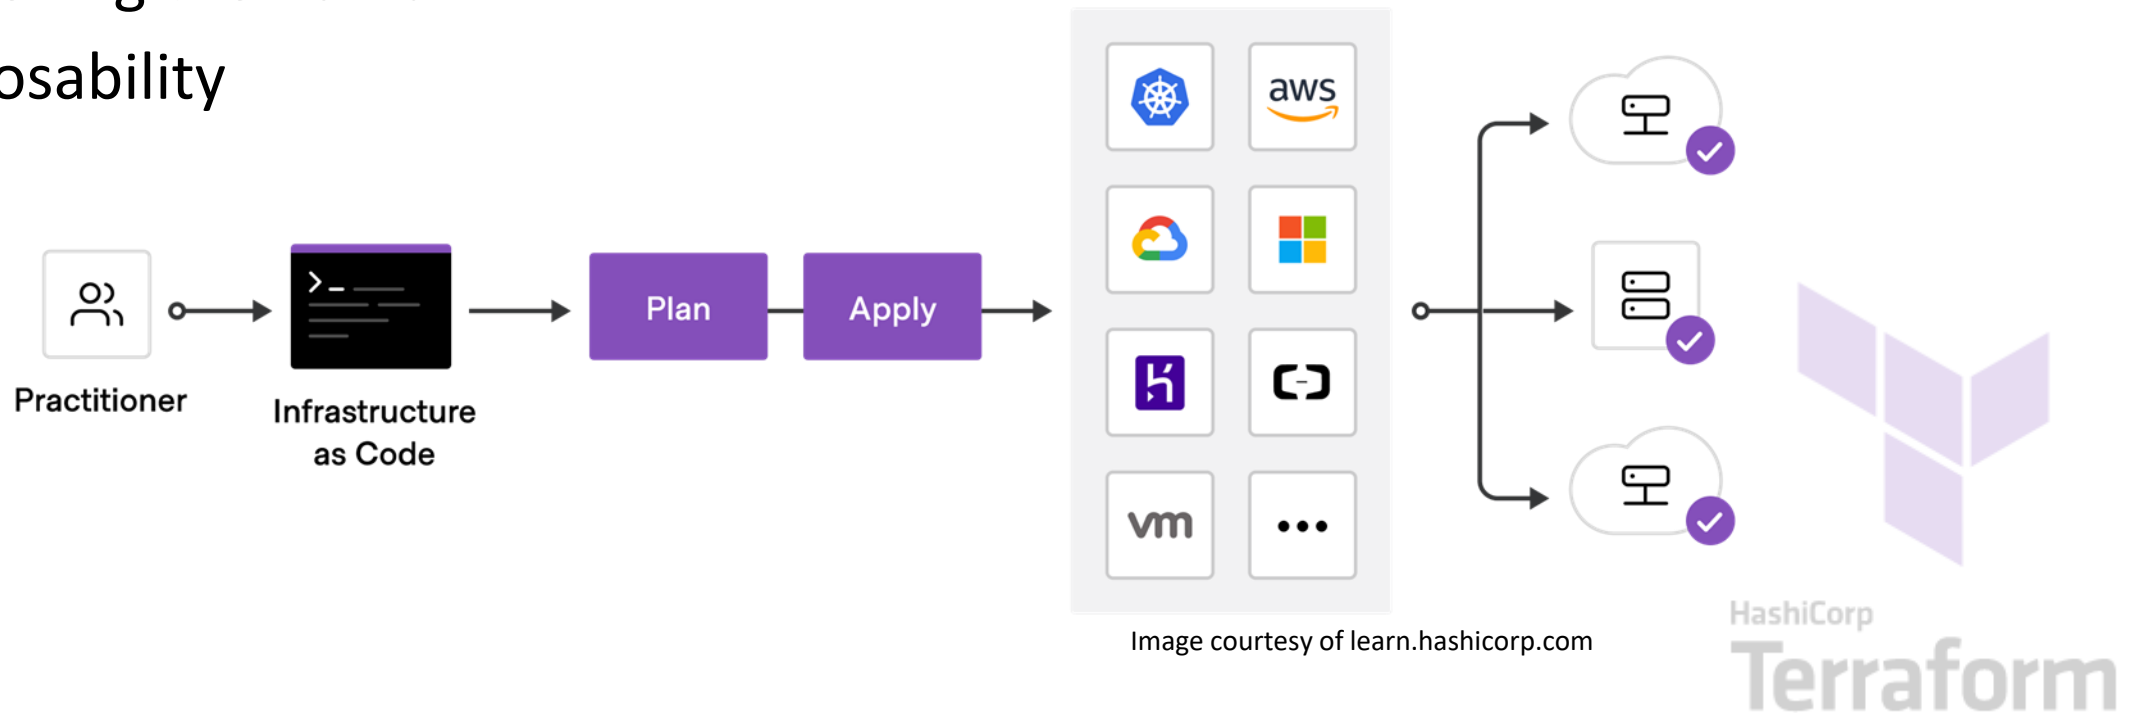 osability
aws
Plan
Apply
Practitioner
Infrastructure
as Code
vm
Image courtesy of learn.hashicorp.com
HashiCorp
Terraform